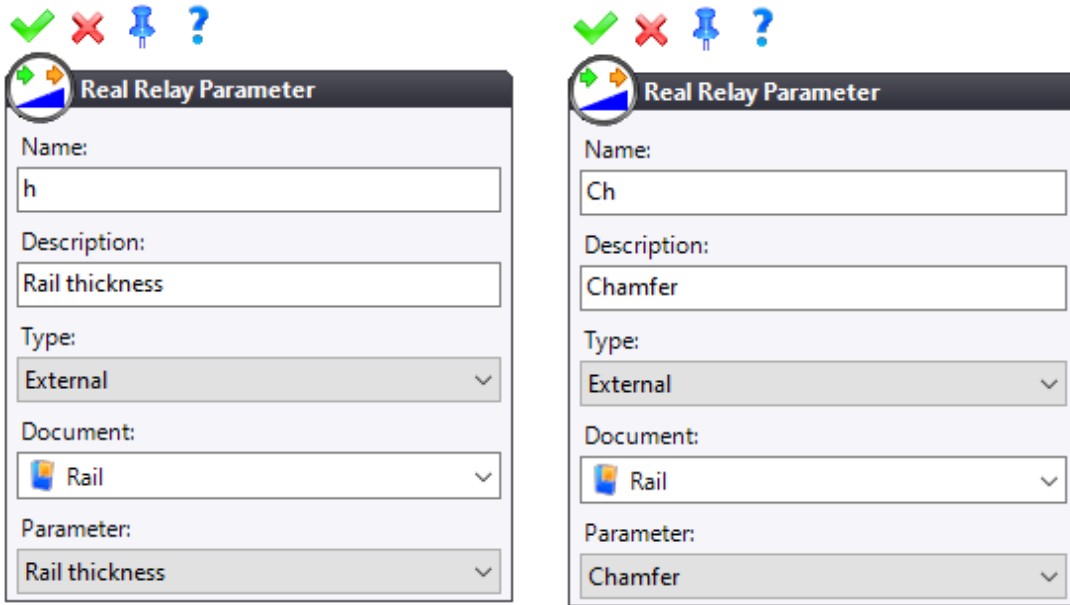 Real Relay Parameter
Name:
h
Description:
Rail thickness
Type:
External
Document:
Rail
Parameter:
Rail thickness
Real Relay Parameter
Name:
Ch
Description:
Chamfer
Type:
External
Document:
Rail
Parameter:
Chamfer